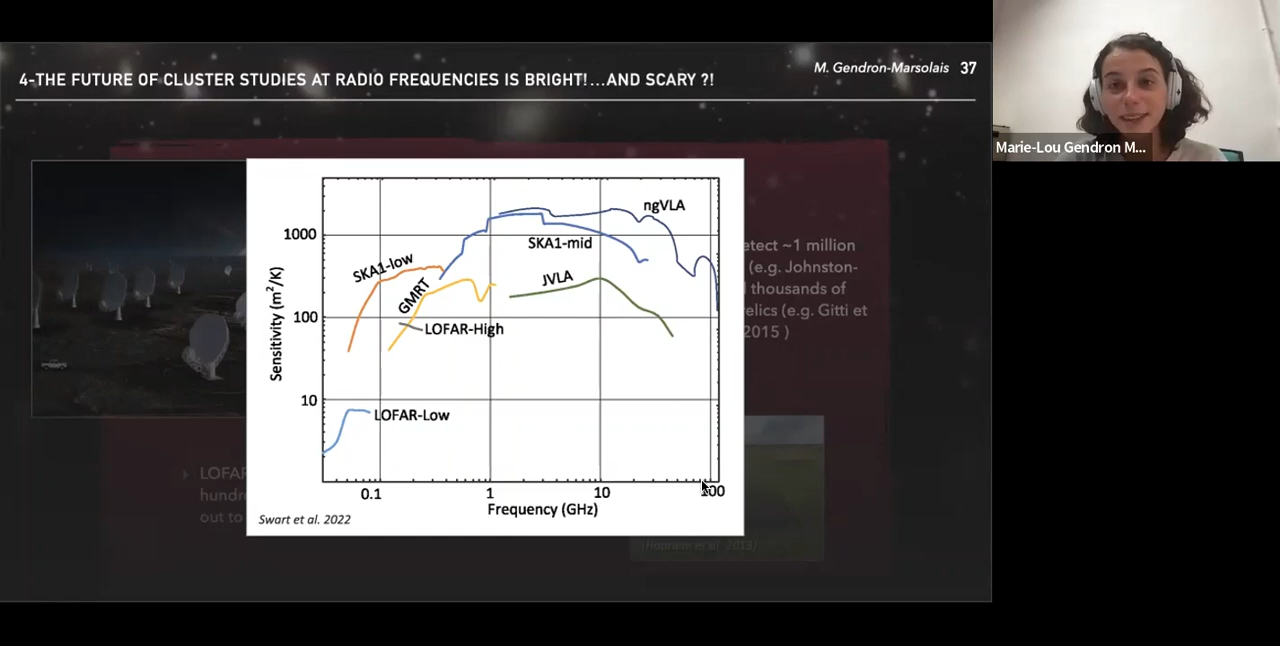 4-THE FUTURE OF CLUSTER STUDIES AT RADIO FREQUENCIES IS BRIGHT!...AND SCARY ?!
M. Gendron-Marsolais 37
Marie-Lou Gendron M...
ngVLA
SKA1-mid
SKA1-low
JVLA
GMRT
LOFAR-High
LOFAR-Low
1000
100
10
Sensitivity (m²/K)
0.1
1
10
100
Frequency (GHz)
Swart et al. 2022
etect ~1 million
(e.g. Johnston-
thousands of
elics (e.g. Gitti et
2015 )
LOFA
hundre
out to